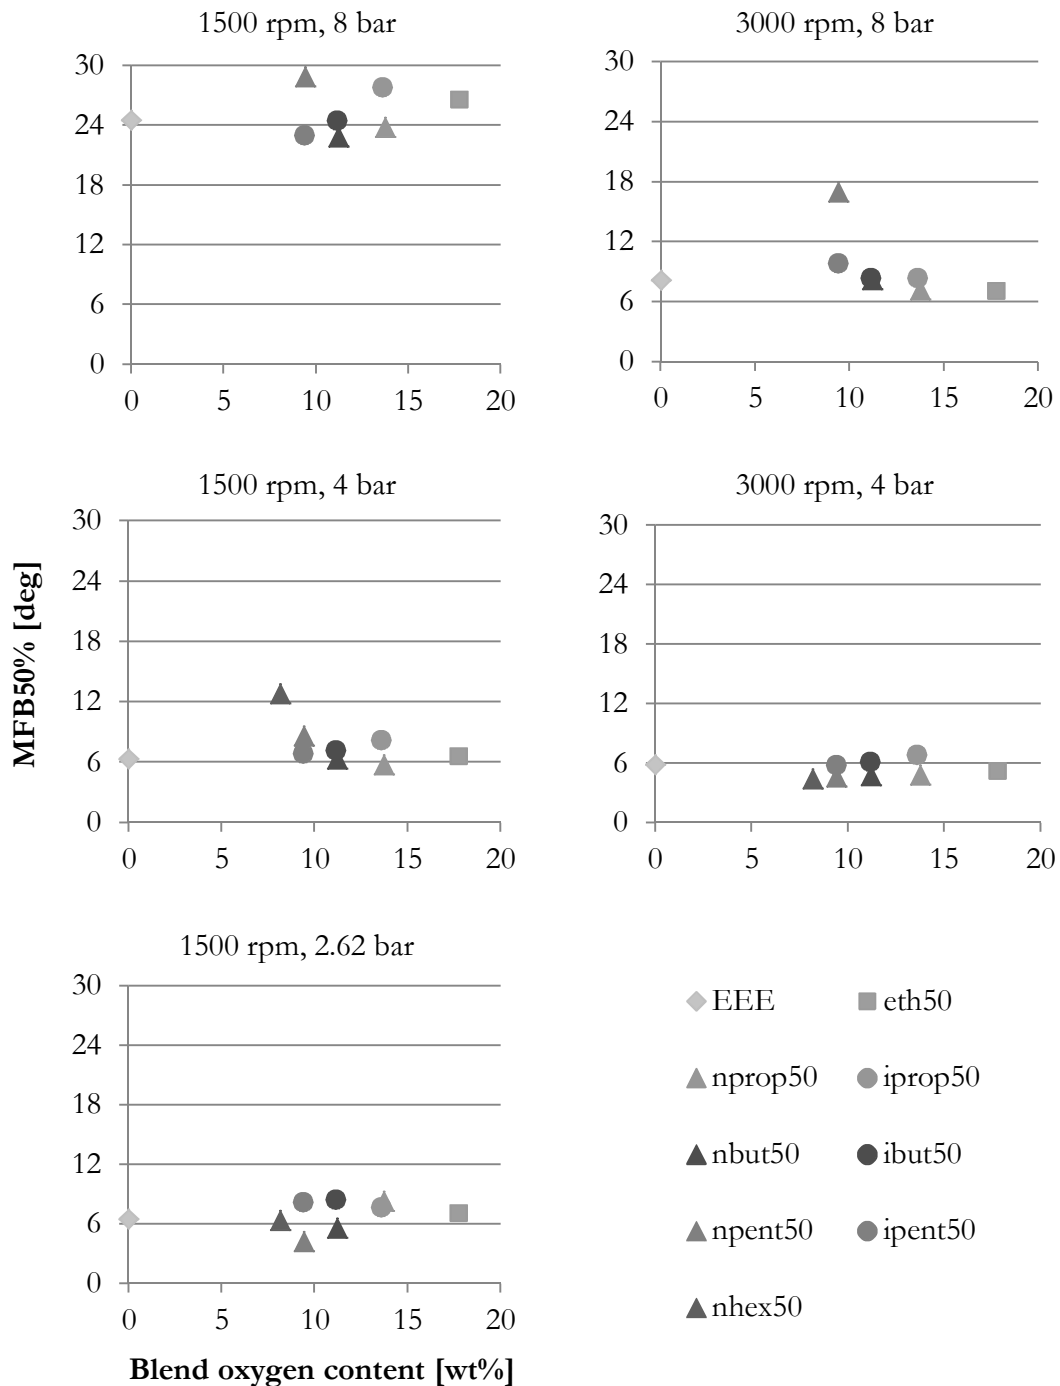 1500 rpm, 8 bar
30
24
18
12
6
0
0 5 10 15 20
3000 rpm, 8 bar
30
24
18
12
6
0
0 5 10 15 20
MFB50% [deg]
1500 rpm, 4 bar
30
24
18
12
6
0
0 5 10 15 20
3000 rpm, 4 bar
30
24
18
12
6
0
0 5 10 15 20
1500 rpm, 2.62 bar
30
24
18
12
6
0
0 5 10 15 20
Blend oxygen content [wt%]
EEE eth50
nprop50 iprop50
nbut50 ibut50
npent50 ipent50
nhex50